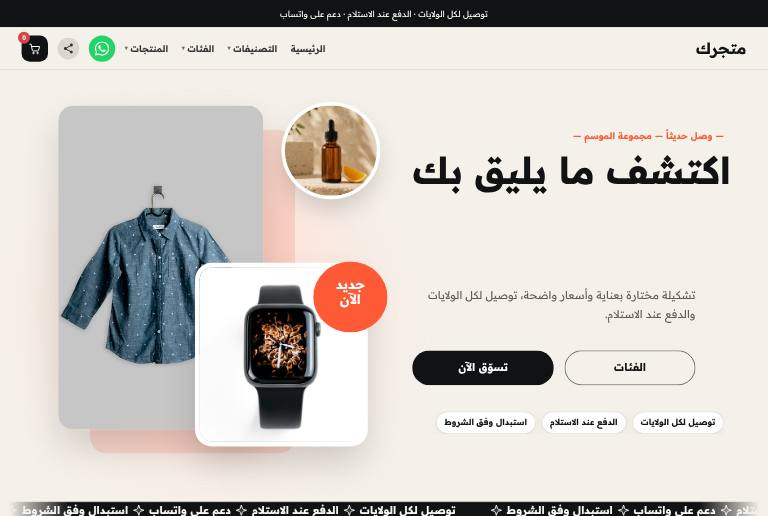 توصيل لكل الولايات · الدفع عند الاستلام · دعم على واتساب
متجرك
الرئيسية
التصنيفات
الفئات
المنتجات
0
— وصل حديثاً — مجموعة الموسم —
اكتشف ما يليق بك
تشكيلة مختارة بعناية وأسعار واضحة، توصيل لكل الولايات
والدفع عند الاستلام.
الفئات
تسوّق الآن
توصيل لكل الولايات
الدفع عند الاستلام
استبدال وفق الشروط
جديد
الآن
دعم على واتساب ✧ استبدال وفق الشروط ✧ توصيل لكل الولايات ✧ الدفع عند الاستلام ✧ دعم على واتساب ✧ استبدال وفق الشروط